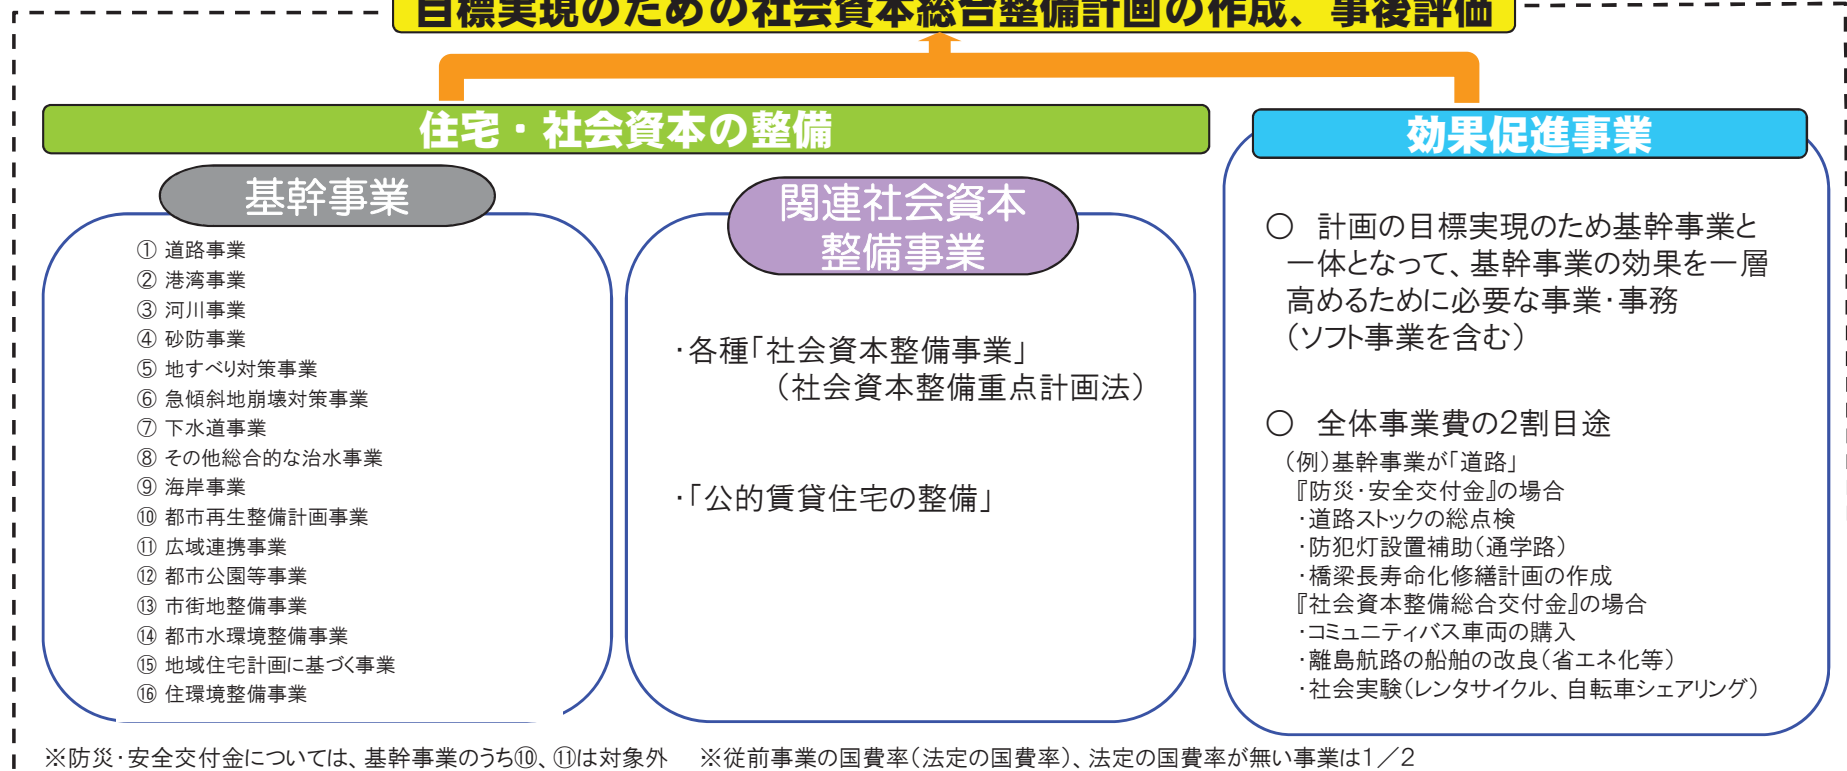 目標実現のための社会資本総合整備計画の作成、事後評価
住宅・社会資本の整備
基幹事業
① 道路事業
② 港湾事業
③ 河川事業
④ 砂防事業
⑤ 地すべり対策事業
⑥ 急傾斜地崩壊対策事業
⑦ 下水道事業
⑧ その他総合的な治水事業
⑨ 海岸事業
⑩ 都市再生整備計画事業
⑪ 広域連携事業
⑫ 都市公園等事業
⑬ 市街地整備事業
⑭ 都市水環境整備事業
⑮ 地域住宅計画に基づく事業
⑯ 住環境整備事業
関連社会資本
整備事業
・各種「社会資本整備事業」
（社会資本整備重点計画法）
・「公的賃貸住宅の整備」
効果促進事業
○ 計画の目標実現のため基幹事業と
一体となって、基幹事業の効果を一層
高めるために必要な事業・事務
（ソフト事業を含む）
○ 全体事業費の2割目途
（例）基幹事業が「道路」
『防災・安全交付金』の場合
・道路ストックの総点検
・防犯灯設置補助（通学路）
・橋梁長寿命化修繕計画の作成
『社会資本整備総合交付金』の場合
・コミュニティバス車両の購入
・離島航路の船舶の改良（省エネ化等）
・社会実験（レンタサイクル、自転車シェアリング）
※防災・安全交付金については、基幹事業のうち⑩、⑪は対象外　※従前事業の国費率（法定の国費率）、法定の国費率が無い事業は1／2